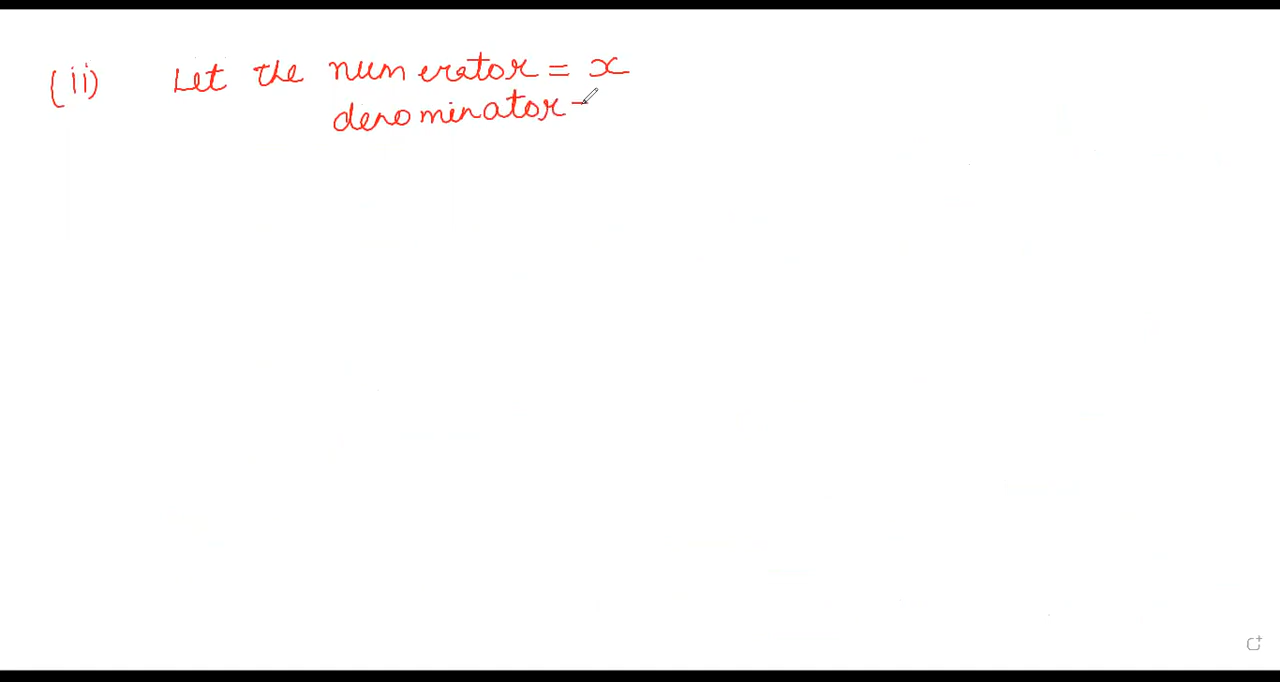 (ii) Let the numerator = x
denominator -